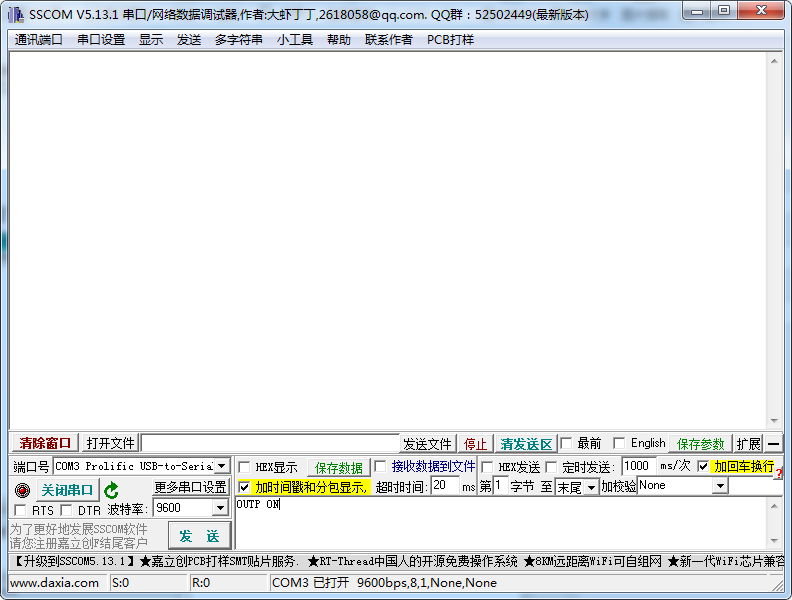 SSCOM V5.13.1 串口/网络数据调试器,作者:大虾丁丁,2618058@qq.com. QQ群：52502449(最新版本)
通讯端口 串口设置 显示 发送 多字符串 小工具 帮助 联系作者 PCB打样
清除窗口 打开文件 发送文件 停止 清发送区 最前 English 保存参数 扩展
端口号 COM3 Prolific USB-to-Seria HEX显示 保存数据 接收数据到文件 HEX发送 定时发送: 1000 ms/次 加回车换行
关闭串口 更多串口设置 加时间戳和分包显示, 超时时间: 20 ms 第1 字节 至 末尾 加校验 None
RTS DTR 波特率: 9600 OUTP ON
为了更好地发展SSCOM软件
请您注册嘉立创F结尾客户
发 送
【升级到SSCOM5.13.1】★嘉立创PCB打样SMT贴片服务. ★RT-Thread中国人的开源免费操作系统 ★8KM远距离WiFi可自组网 ★新一代WiFi芯片兼容
www.daxia.com S:0 R:0 COM3 已打开 9600bps,8,1,None,None